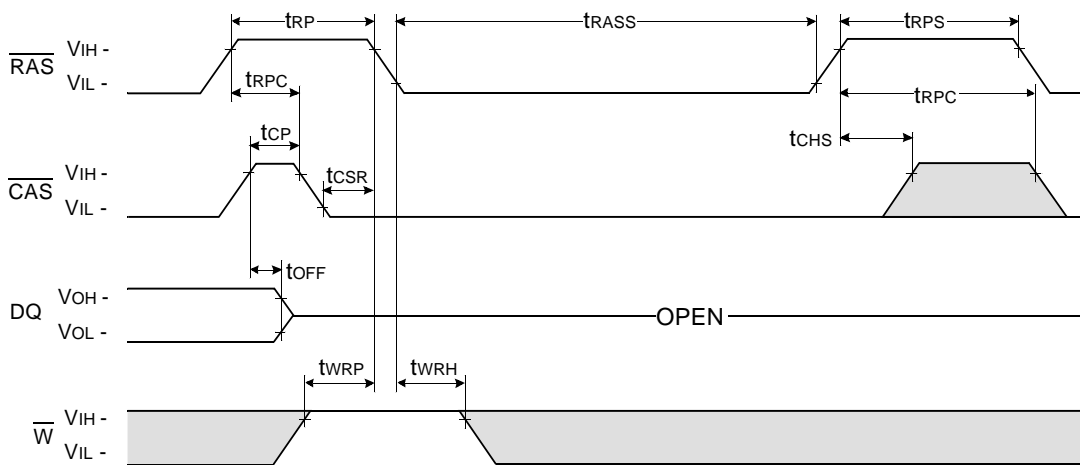 tRP tRASS tRPS
RAS VIH -
VIL -
tRPC tRPC
tCP tCHS
CAS VIH -
VIL -
tCSR
tOFF
DQ VOH -
VOL -
OPEN
tWRP tWRH
W VIH -
VIL -